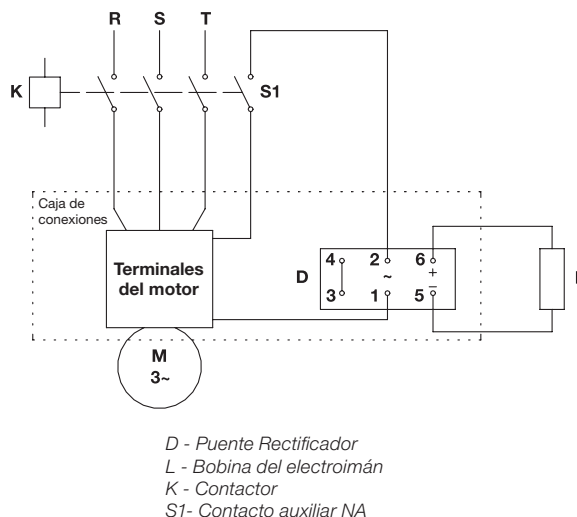 R S T
K
S1
Caja de
conexiones
Terminales
del motor
D
4 2 6
~ +
3 1 5
−
M
3~
D - Puente Rectificador
L - Bobina del electroimán
K - Contactor
S1- Contacto auxiliar NA